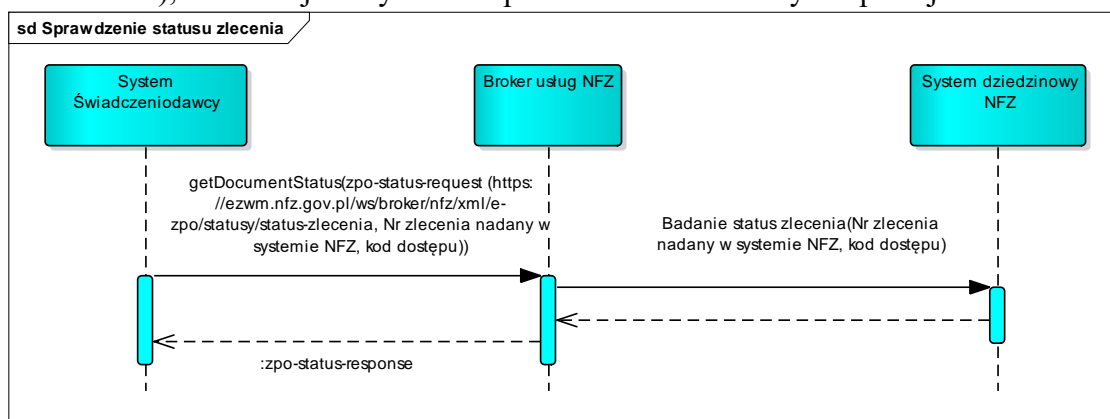 sd Sprawdzenie statusu zlecenia
System
Świadczeniodawcy
Broker usług NFZ
System dziedzinowy
NFZ
getDocumentStatus(zpo-status-request (https:
//ezwm.nfz.gov.pl/ws/broker/nfz/xml/e-
zpo/statusy/status-zlecenia, Nr zlecenia nadany w
systemie NFZ, kod dostępu))
Badanie status zlecenia(Nr zlecenia
nadany w systemie NFZ, kod dostępu)
:zpo-status-response